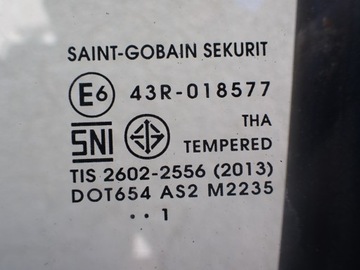 SAINT-GOBAIN SEKURIT
E6 43R-018577
SNI THA
TEMPERED
TIS 2602-2556 (2013)
DOT654 AS2 M2235
•• 1